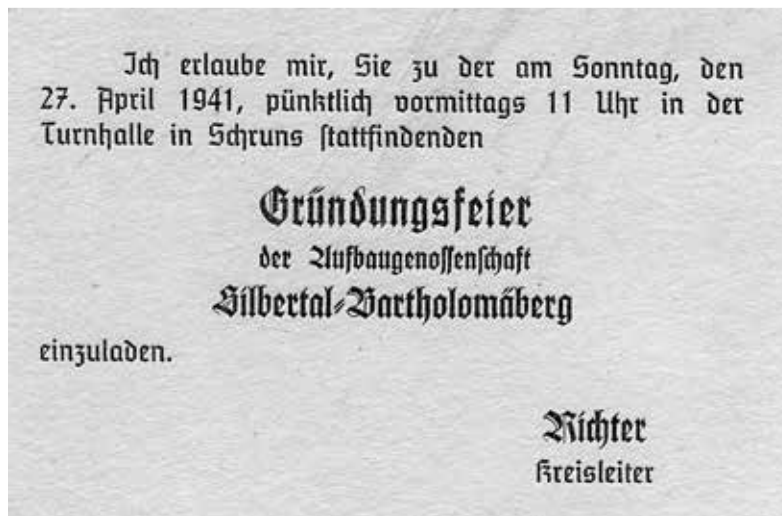 Ich erlaube mir, Sie zu der am Sonntag, den
27. April 1941, pünktlich vormittags 11 Uhr in der
Turnhalle in Schruns stattfindenden
Gründungsfeier
der Aufbaugenossenschaft
Silbertal-Bartholomäberg
einzuladen.
Richter
Kreisleiter